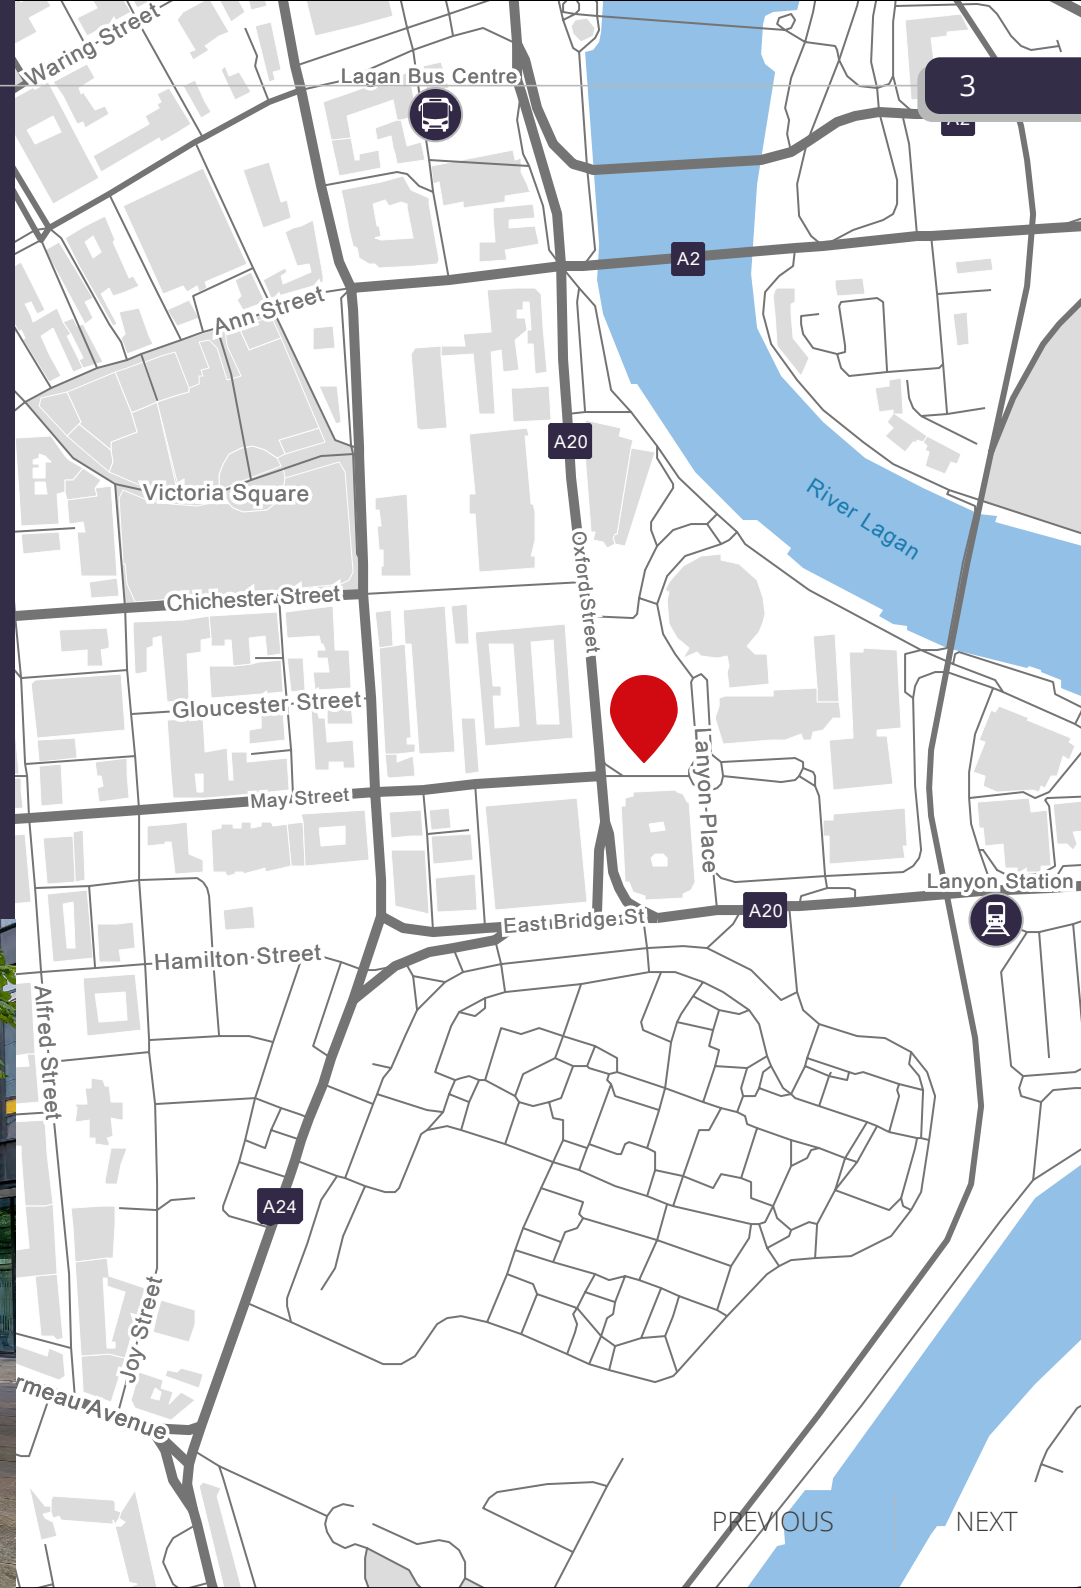 Waring Street
Lagan Bus Centre
3
A2
A2
Ann Street
A20
Victoria Square
River Lagan
Oxford Street
Chichester Street
Gloucester Street
Lanyon Place
May Street
Lanyon Station
A20
East Bridge St
Hamilton Street
Alfred Street
A24
Joy Street
rmeau Avenue
PREVIOUS
NEXT